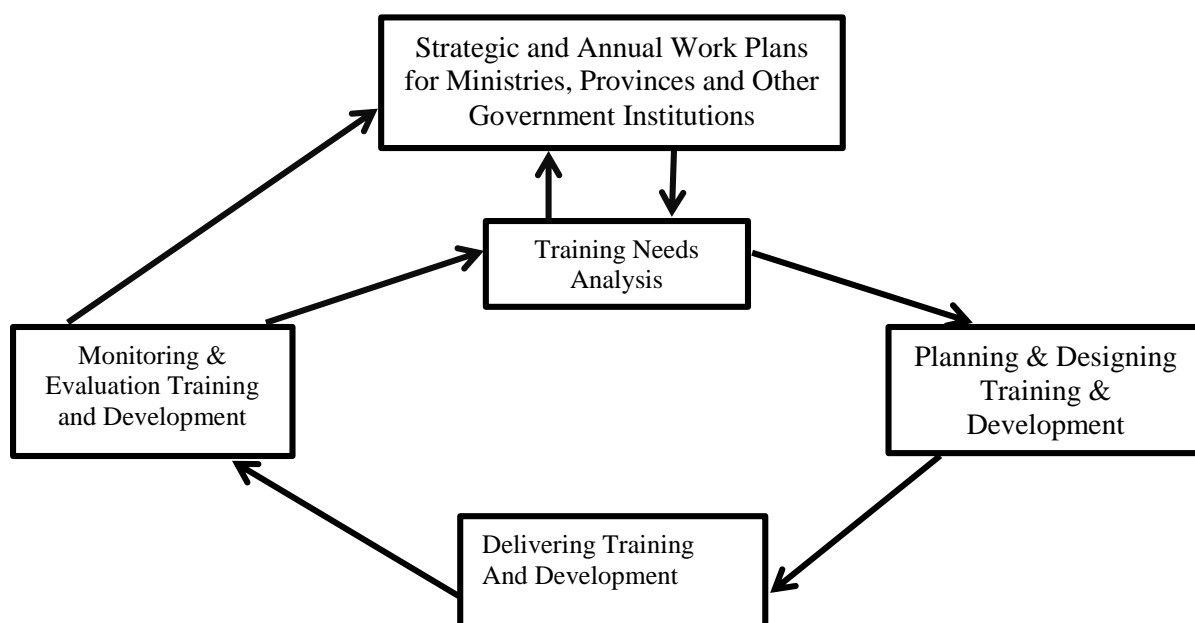 Strategic and Annual Work Plans
for Ministries, Provinces and Other
Government Institutions
Training Needs
Analysis
Monitoring &
Evaluation Training
and Development
Planning & Designing
Training &
Development
Delivering Training
And Development